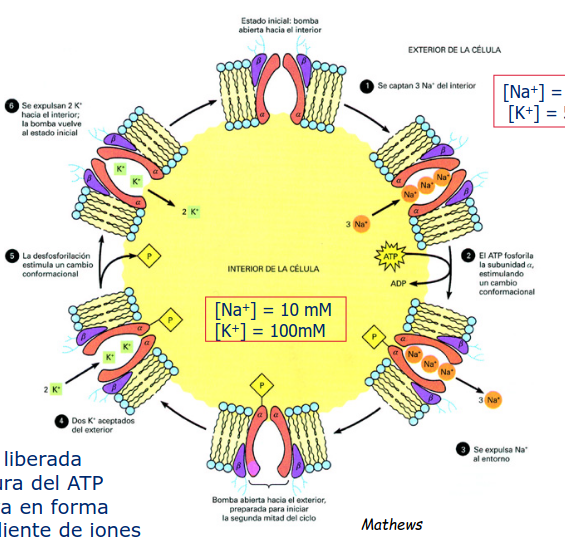 Estado inicial: bomba
abierta hacia el interior
EXTERIOR DE LA CÉLULA
β
α
1 Se captan 3 Na⁺ del interior
[Na⁺] =
[K⁺] =
6 Se expulsan 2 K⁺
hacia el interior;
la bomba vuelve
al estado inicial
β
α
K⁺
K⁺
2 K⁺
α
β
Na⁺
Na⁺
Na⁺
3 Na⁺
5 La desfosforilación
estimula un cambio
conformacional
P
INTERIOR DE LA CÉLULA
ATP
ADP
2 El ATP fosforila
la subunidad α,
estimulando
un cambio
conformacional
[Na⁺] = 10 mM
[K⁺] = 100mM
P
α
β
K⁺
K⁺
2 K⁺
P
α
β
Na⁺
Na⁺
Na⁺
3 Na⁺
4 Dos K⁺ aceptados
del exterior
P
α
β
β
3 Se expulsa Na⁺
al entorno
liberada
ura del ATP
a en forma
diente de iones
Bomba abierta hacia el exterior,
preparada para iniciar
la segunda mitad del ciclo
Mathews